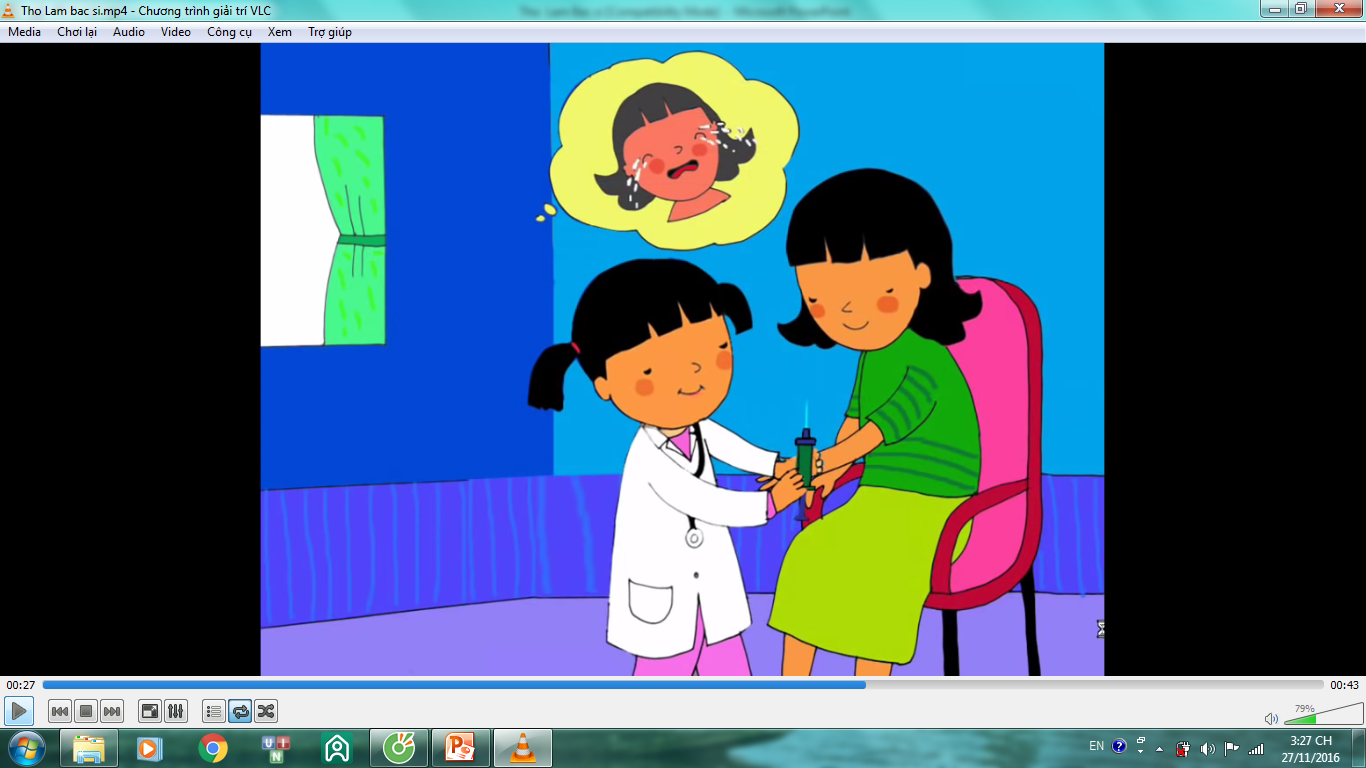 Tho Lam bac si.mp4 - Chương trình giải trí VLC
Media Chơi lại Audio Video Công cụ Xem Trợ giúp
00:27 00:43
79%
U I N
EN 3:27 CH
27/11/2016